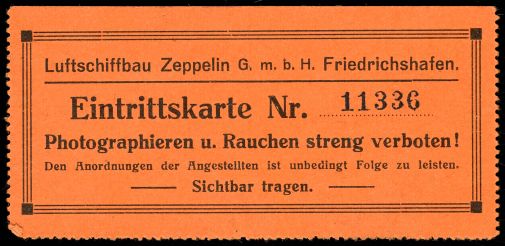 Luftschiffbau Zeppelin G. m. b. H. Friedrichshafen.
Eintrittskarte Nr. 11336
Photographieren u. Rauchen streng verboten!
Den Anordnungen der Angestellten ist unbedingt Folge zu leisten.
Sichtbar tragen.